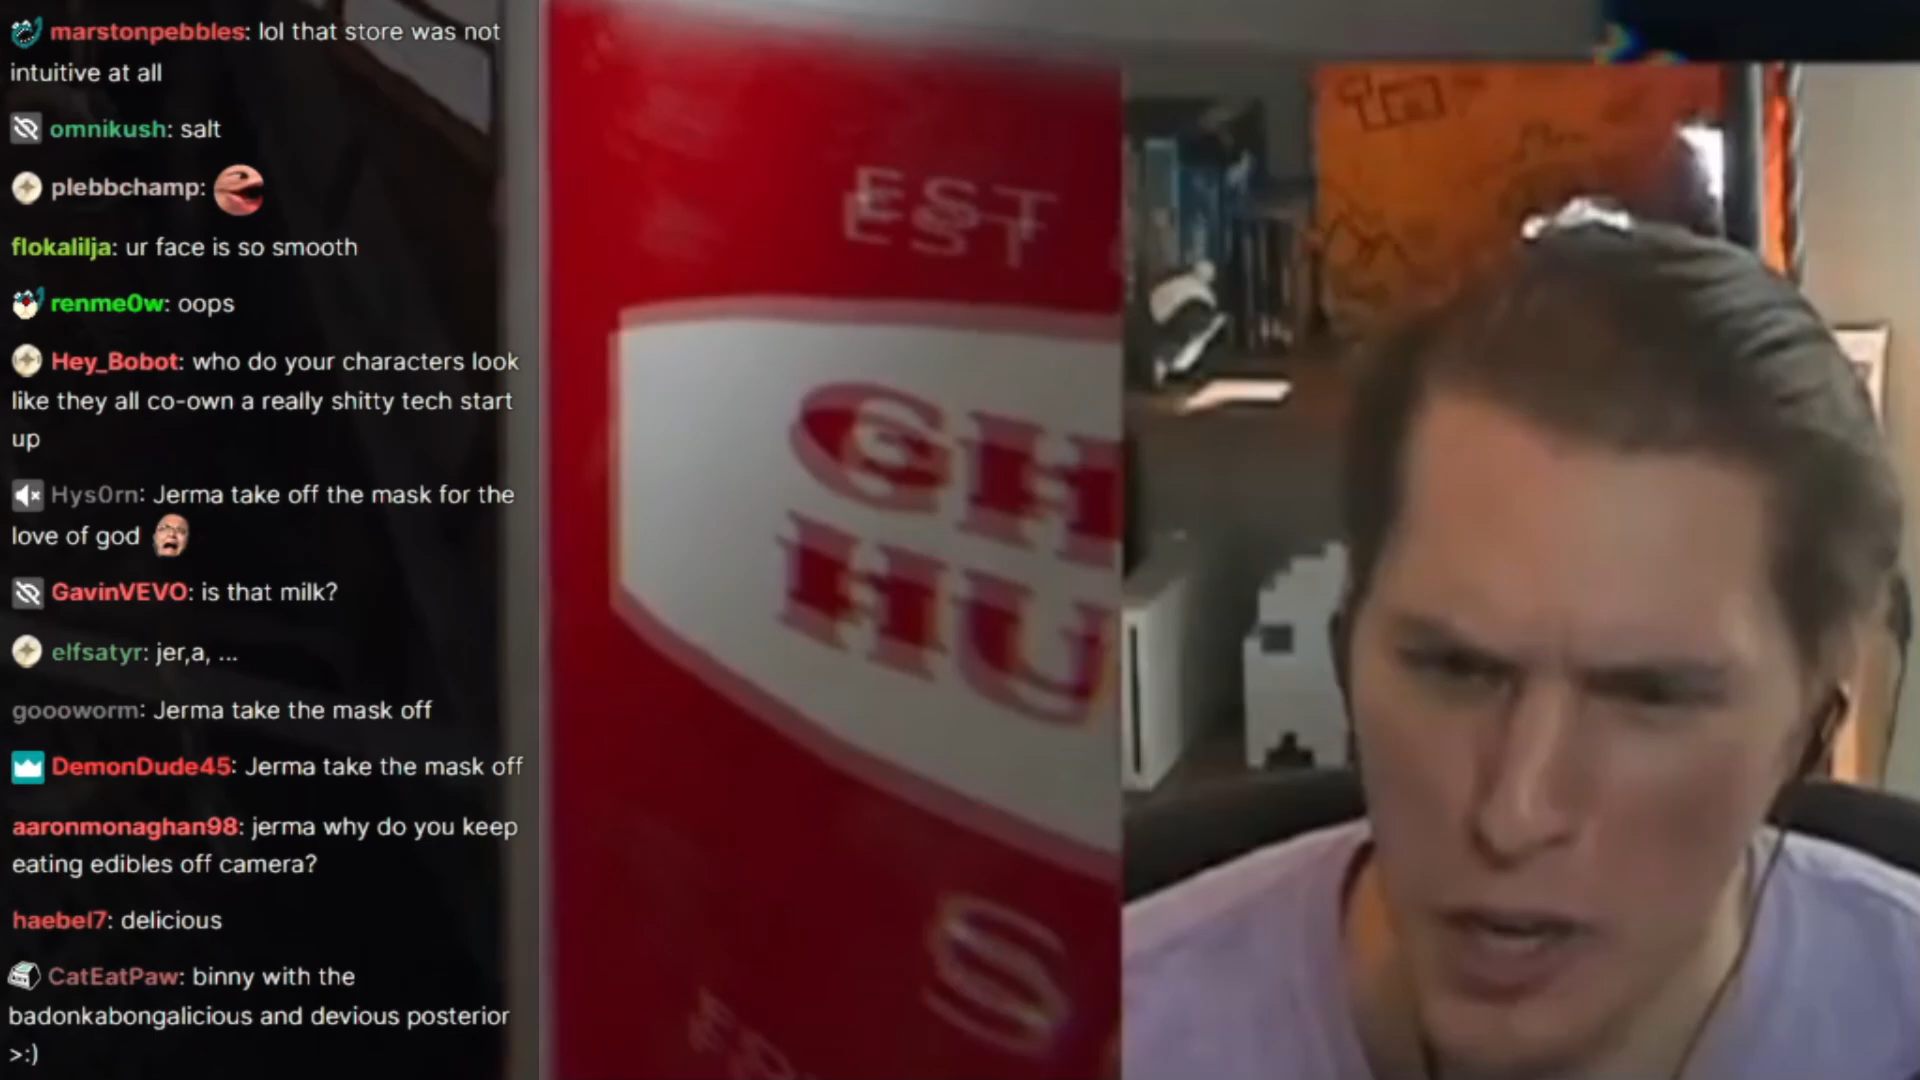 marstonpebbles: lol that store was not
intuitive at all
omnikush: salt
plebbchamp:
flokalilja: ur face is so smooth
renme0w: oops
Hey_Bobot: who do your characters look
like they all co-own a really shitty tech start
up
Hys0rn: Jerma take off the mask for the
love of god
GavinVEVO: is that milk?
elfsatyr: jer,a, ...
goooworm: Jerma take the mask off
DemonDude45: Jerma take the mask off
aaronmonaghan98: jerma why do you keep
eating edibles off camera?
haebel7: delicious
CatEatPaw: binny with the
badonkabongalicious and devious posterior
>:)
EST
GH
HU
S